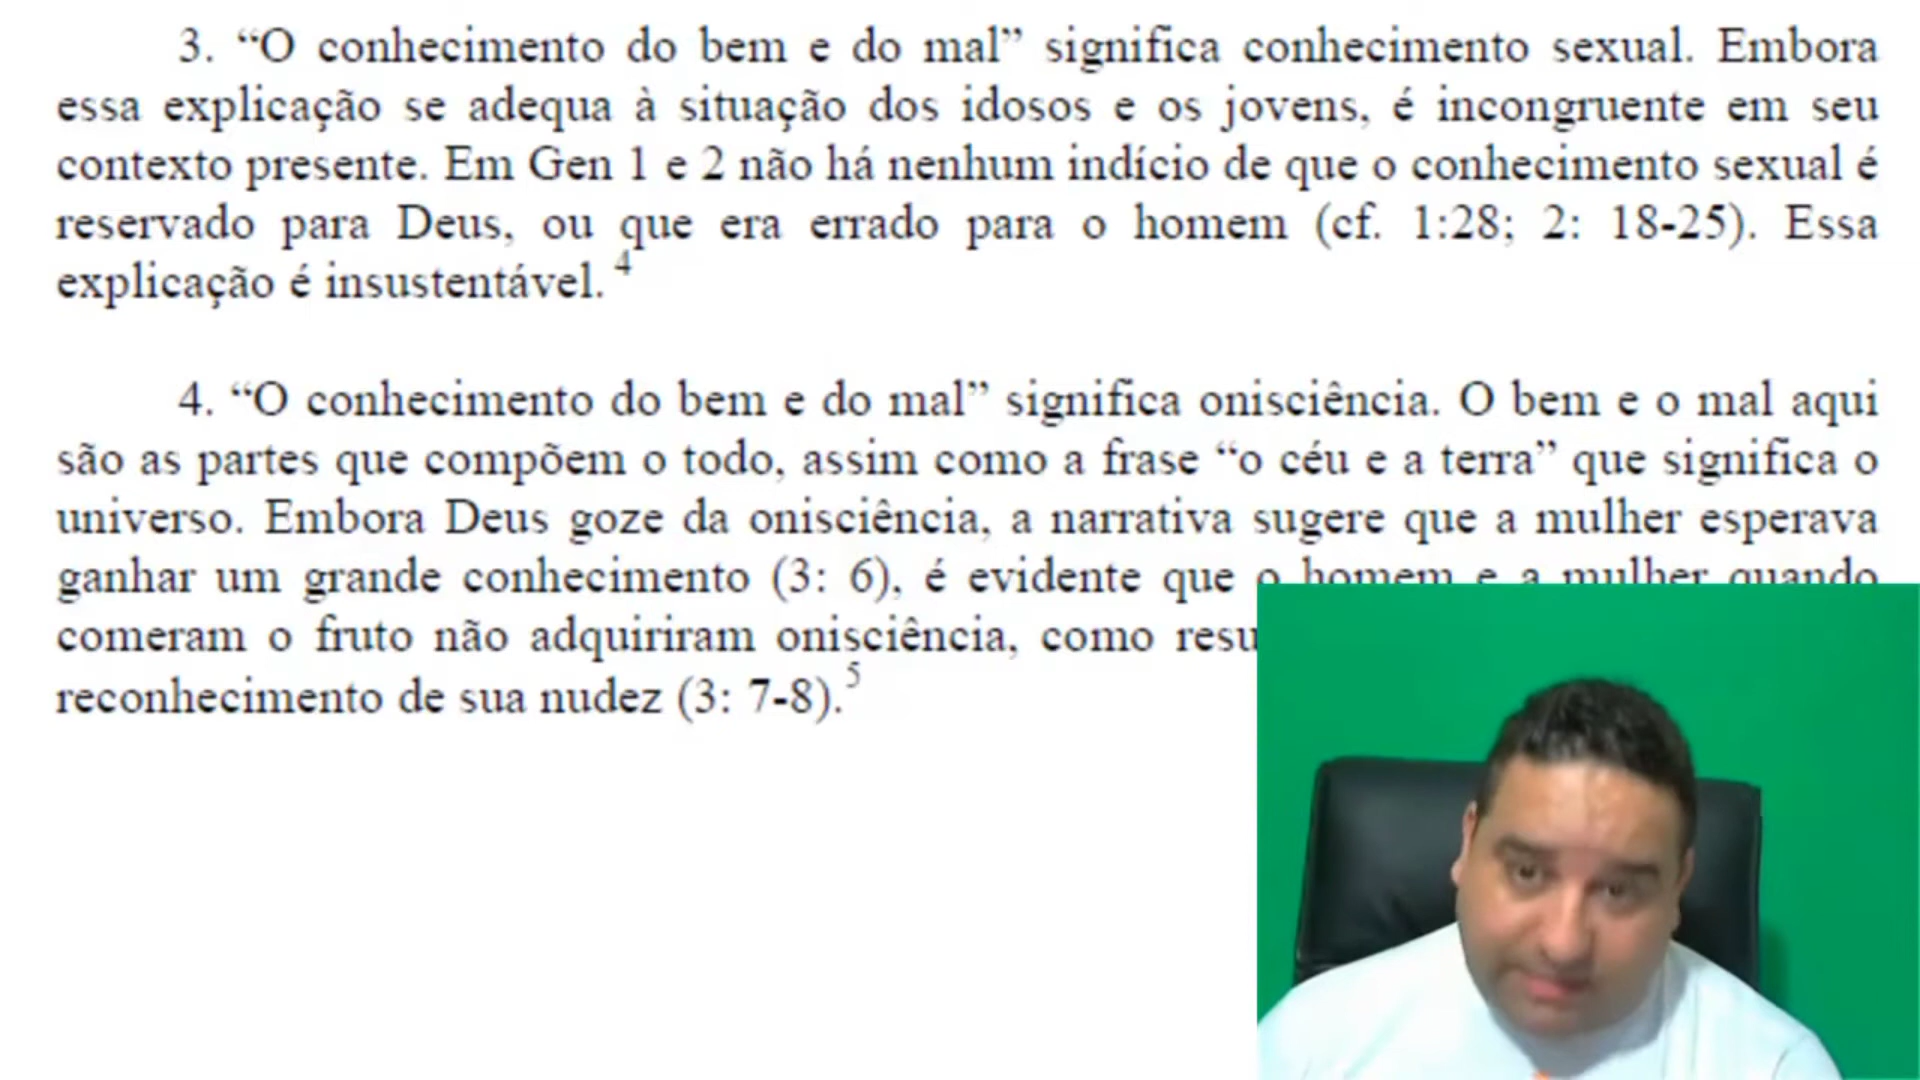 3. “O conhecimento do bem e do mal” significa conhecimento sexual. Embora
essa explicação se adequa à situação dos idosos e os jovens, é incongruente em seu
contexto presente. Em Gen 1 e 2 não há nenhum indício de que o conhecimento sexual é
reservado para Deus, ou que era errado para o homem (cf. 1:28; 2: 18-25). Essa
explicação é insustentável. 4
4. “O conhecimento do bem e do mal” significa onisciência. O bem e o mal aqui
são as partes que compõem o todo, assim como a frase “o céu e a terra” que significa o
universo. Embora Deus goze da onisciência, a narrativa sugere que a mulher esperava
ganhar um grande conhecimento (3: 6), é evidente que o homem e a mulher quando
comeram o fruto não adquiriram onisciência, como
reconhecimento de sua nudez (3: 7-8).5